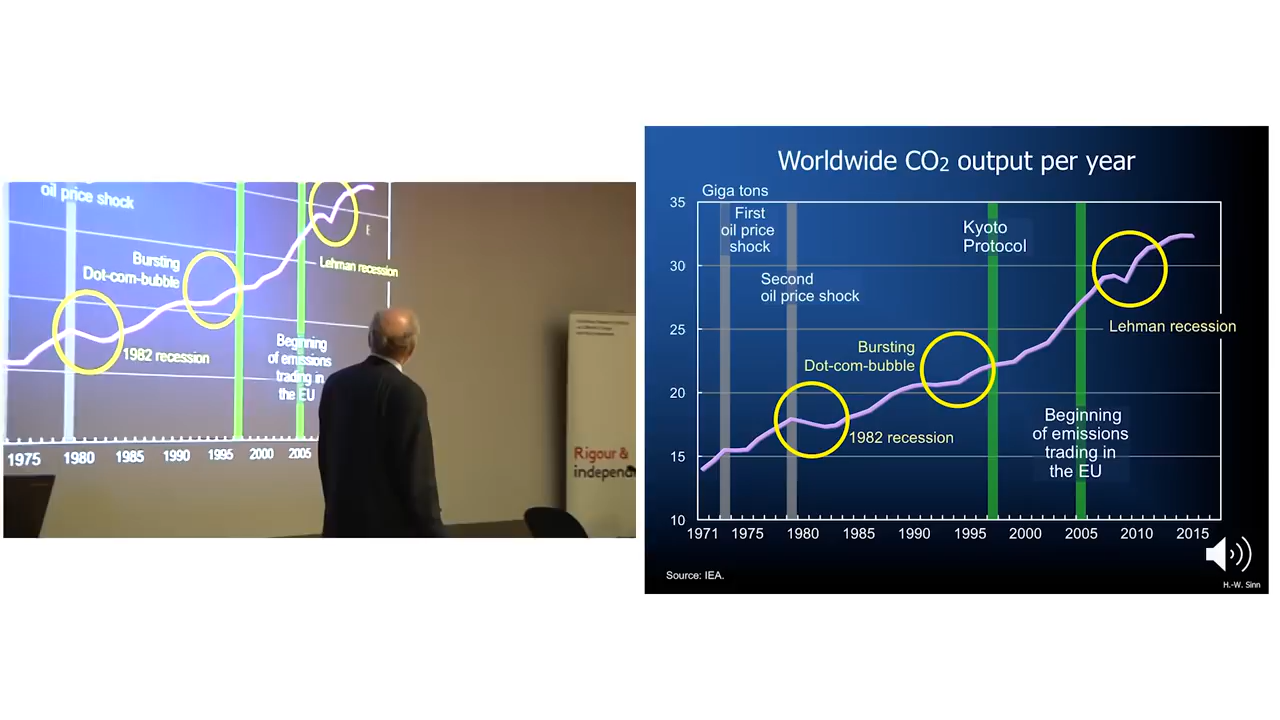 oil price shock
Bursting
Dot-com-bubble
Lehman recession
1982 recession
Beginning
of emissions
trading in
the EU
1975 1980 1985 1990 1995 2000 2005
Rigour &
independ
Worldwide CO2 output per year
Giga tons
35
30
25
20
15
10
First
oil price
shock
Second
oil price shock
Kyoto
Protocol
Lehman recession
Bursting
Dot-com-bubble
1982 recession
Beginning
of emissions
trading in
the EU
1971 1975 1980 1985 1990 1995 2000 2005 2010 2015
Source: IEA.
H.-W. Sinn